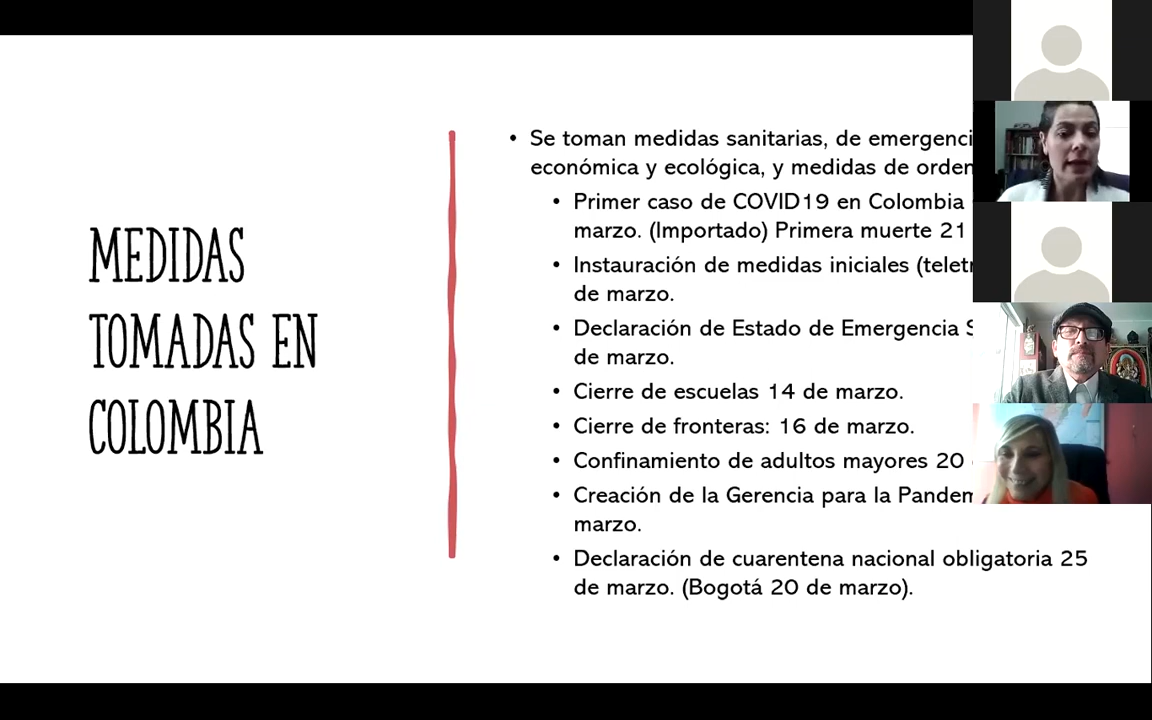 MEDIDAS
TOMADAS EN
COLOMBIA
• Se toman medidas sanitarias, de
económica y ecológica, y medidas de orden
• Primer caso de COVID19 en Colombia
marzo. (Importado) Primera muerte 21
• Instauración de medidas iniciales
de marzo.
• Declaración de Estado de Emergencia
de marzo.
• Cierre de escuelas 14 de marzo.
• Cierre de fronteras: 16 de marzo.
• Confinamiento de adultos mayores 20
• Creación de la Gerencia para la
marzo.
• Declaración de cuarentena nacional obligatoria 25
de marzo. (Bogotá 20 de marzo).